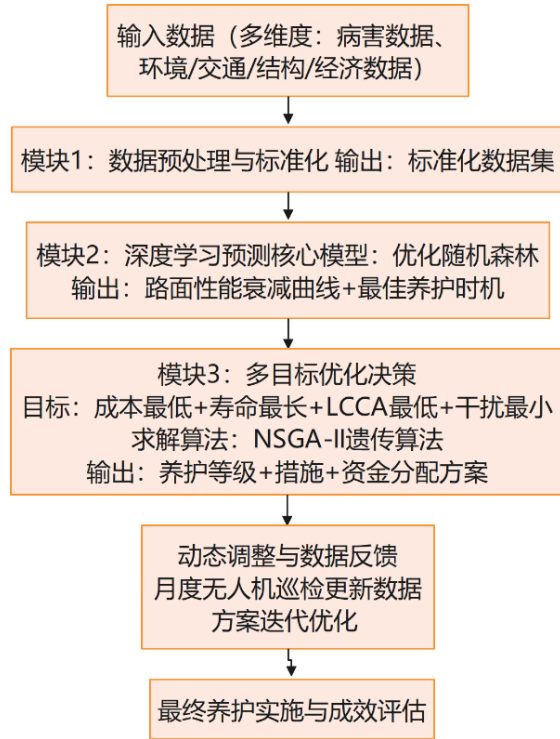 输入数据（多维度：病害数据、
环境/交通/结构/经济数据）
模块1：数据预处理与标准化 输出：标准化数据集
模块2：深度学习预测核心模型：优化随机森林
输出：路面性能衰减曲线+最佳养护时机
模块3：多目标优化决策
目标：成本最低+寿命最长+LCCA最低+干扰最小
求解算法：NSGA-II遗传算法
输出：养护等级+措施+资金分配方案
动态调整与数据反馈
月度无人机巡检更新数据
方案迭代优化
最终养护实施与成效评估